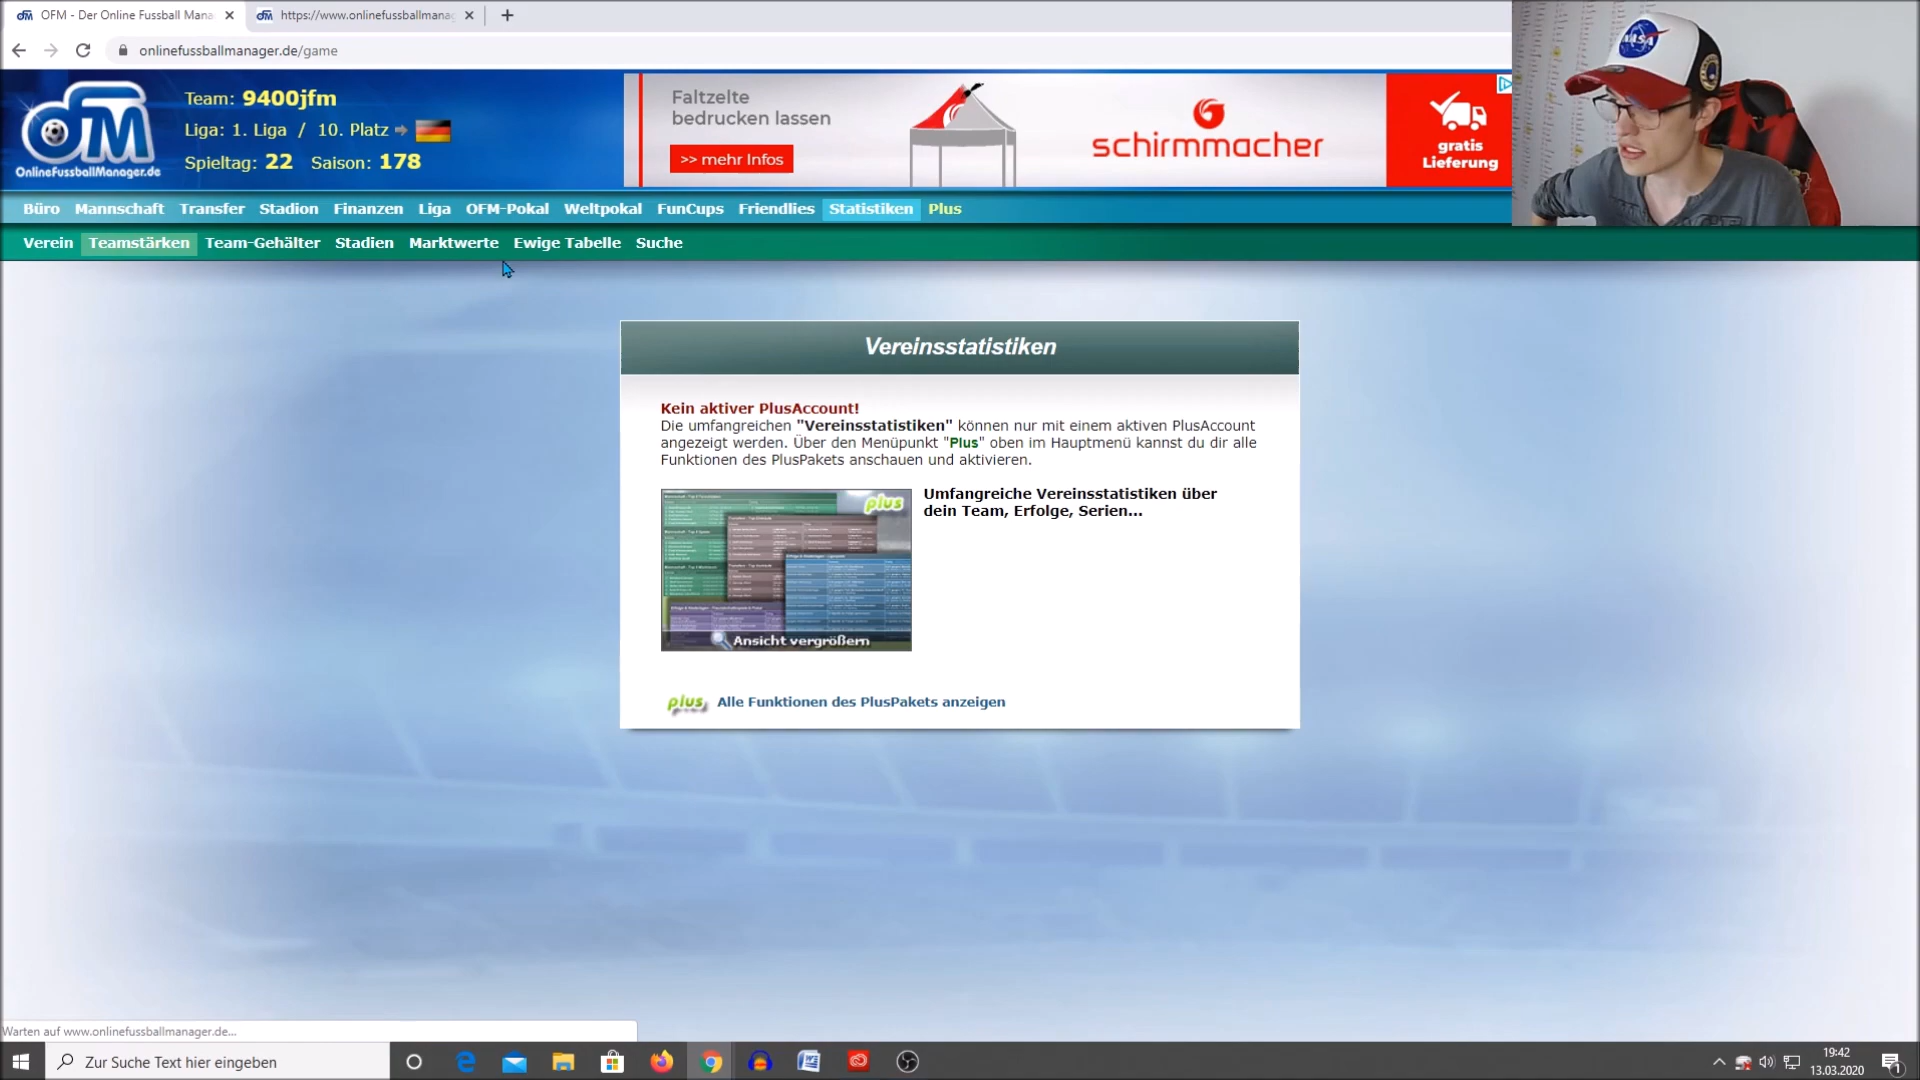 OFM - Der Online Fussball Mana
https://www.onlinefussballmanag
onlinefussballmanager.de/game
OFM
OnlineFussballManager.de
Team: 9400jfm
Liga: 1. Liga / 10. Platz
Spieltag: 22 Saison: 178
Faltzelte
bedrucken lassen
>> mehr Infos
schirmmacher
gratis
Lieferung
NASA
Büro Mannschaft Transfer Stadion Finanzen Liga OFM-Pokal Weltpokal FunCups Friendlies Statistiken Plus
Verein Teamstärken Team-Gehälter Stadien Marktwerte Ewige Tabelle Suche
Vereinsstatistiken
Kein aktiver PlusAccount!
Die umfangreichen "Vereinsstatistiken" können nur mit einem aktiven PlusAccount
angezeigt werden. Über den Menüpunkt "Plus" oben im Hauptmenü kannst du dir alle
Funktionen des PlusPakets anschauen und aktivieren.
plus
Umfangreiche Vereinsstatistiken über
dein Team, Erfolge, Serien...
Ansicht vergrößern
plus Alle Funktionen des PlusPakets anzeigen
Warten auf www.onlinefussballmanager.de...
Zur Suche Text hier eingeben
19:42
13.03.2020
1